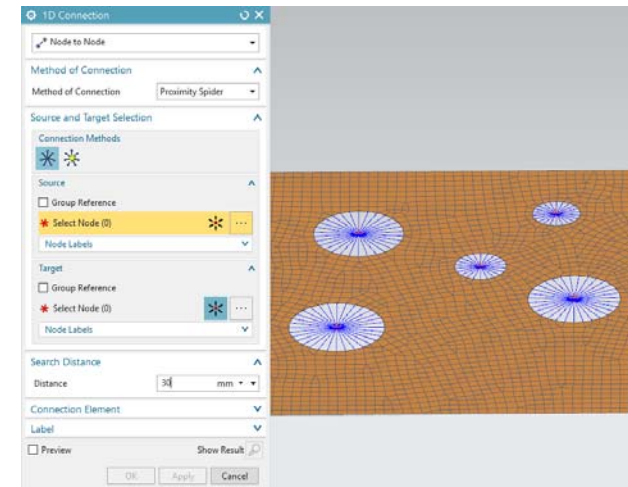 1D Connection
Node to Node
Method of Connection
Method of Connection Proximity Spider
Source and Target Selection
Connection Methods
Source
Group Reference
* Select Node (0) ...
Node Labels
Target
Group Reference
* Select Node (0) ...
Node Labels
Search Distance
Distance 30 mm
Connection Element
Label
Preview Show Result
OK Apply Cancel